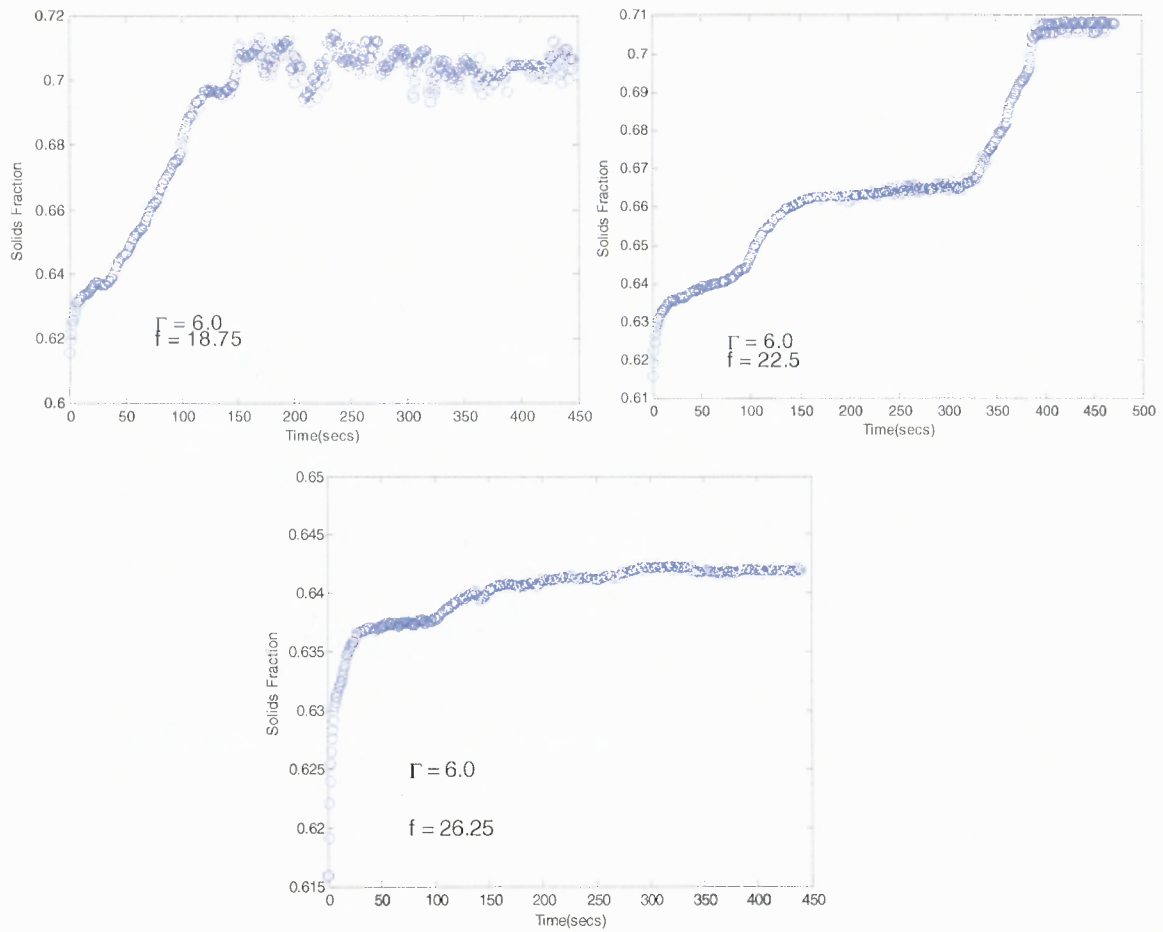 0.72
0.7
0.68
0.66
0.64
0.62
0.6
Solids Fraction
Γ = 6.0
f = 18.75
0 50 100 150 200 250 300 350 400 450
Time(secs)
0.71
0.7
0.69
0.68
0.67
0.66
0.65
0.64
0.63
0.62
0.61
Solids Fraction
Γ = 6.0
f = 22.5
0 50 100 150 200 250 300 350 400 450 500
Time(secs)
0.65
0.645
0.64
0.635
0.63
0.625
0.62
0.615
Solids Fraction
Γ = 6.0
f = 26.25
0 50 100 150 200 250 300 350 400 450
Time(secs)